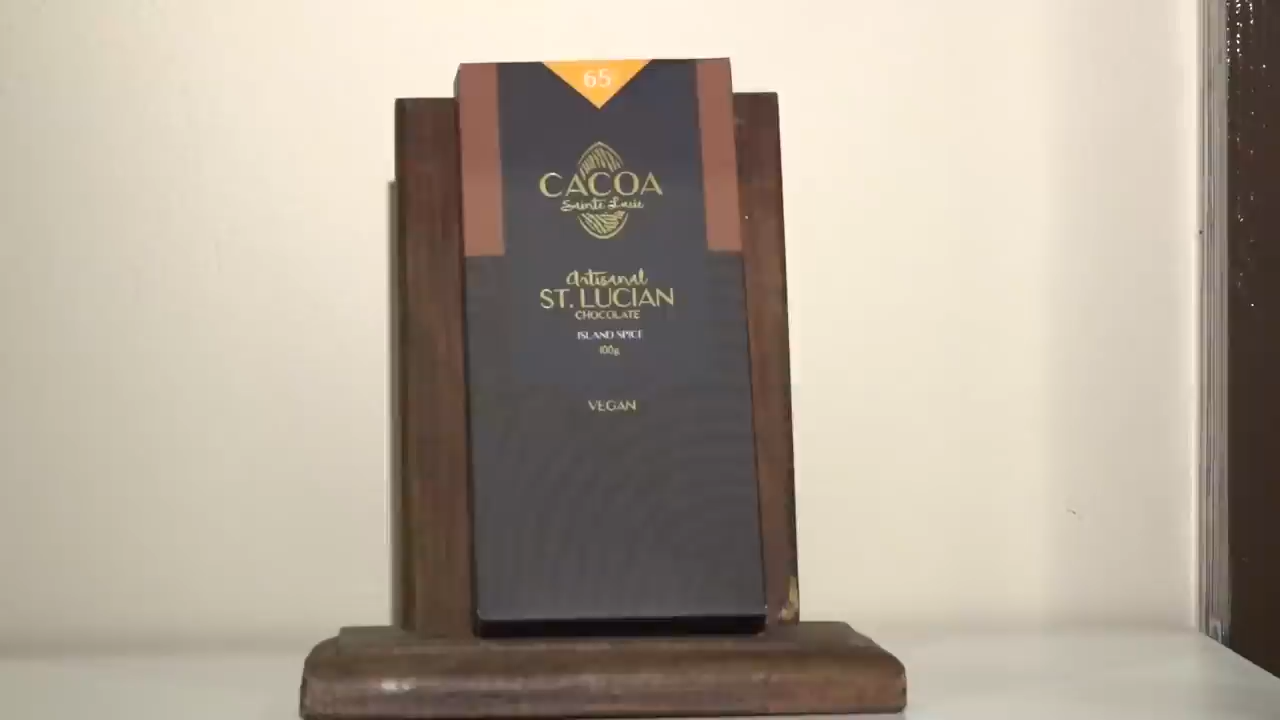 65
CACOA
Sainte Lucie
Artisanal
ST. LUCIAN
CHOCOLATE
ISLAND SPICE
100g
VEGAN